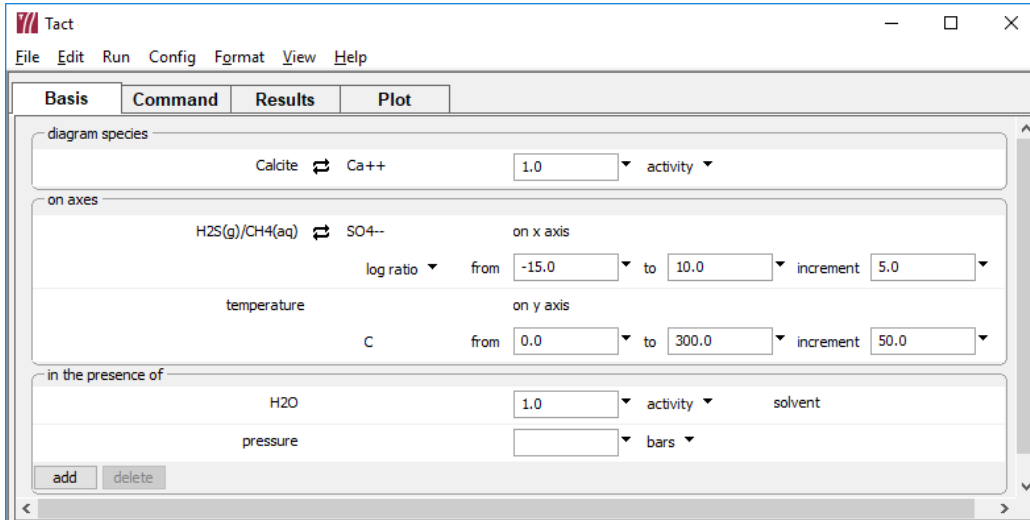 Tact
File Edit Run Config Format View Help
Basis Command Results Plot
diagram species
Calcite Ca++ 1.0 activity
on axes
H2S(g)/CH4(aq) SO4-- on x axis
log ratio from -15.0 to 10.0 increment 5.0
temperature on y axis
C from 0.0 to 300.0 increment 50.0
in the presence of
H2O 1.0 activity solvent
pressure bars
add delete